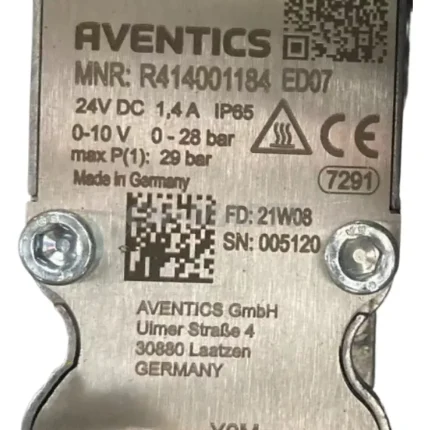 AVENTICS
MNR: R414001184 ED07
24V DC 1,4 A IP65
0-10 V 0 - 28 bar
max P(1): 29 bar
Made in Germany
CE
7291
FD: 21W08
SN: 005120
AVENTICS GmbH
Ulmer Straße 4
30880 Laatzen
GERMANY